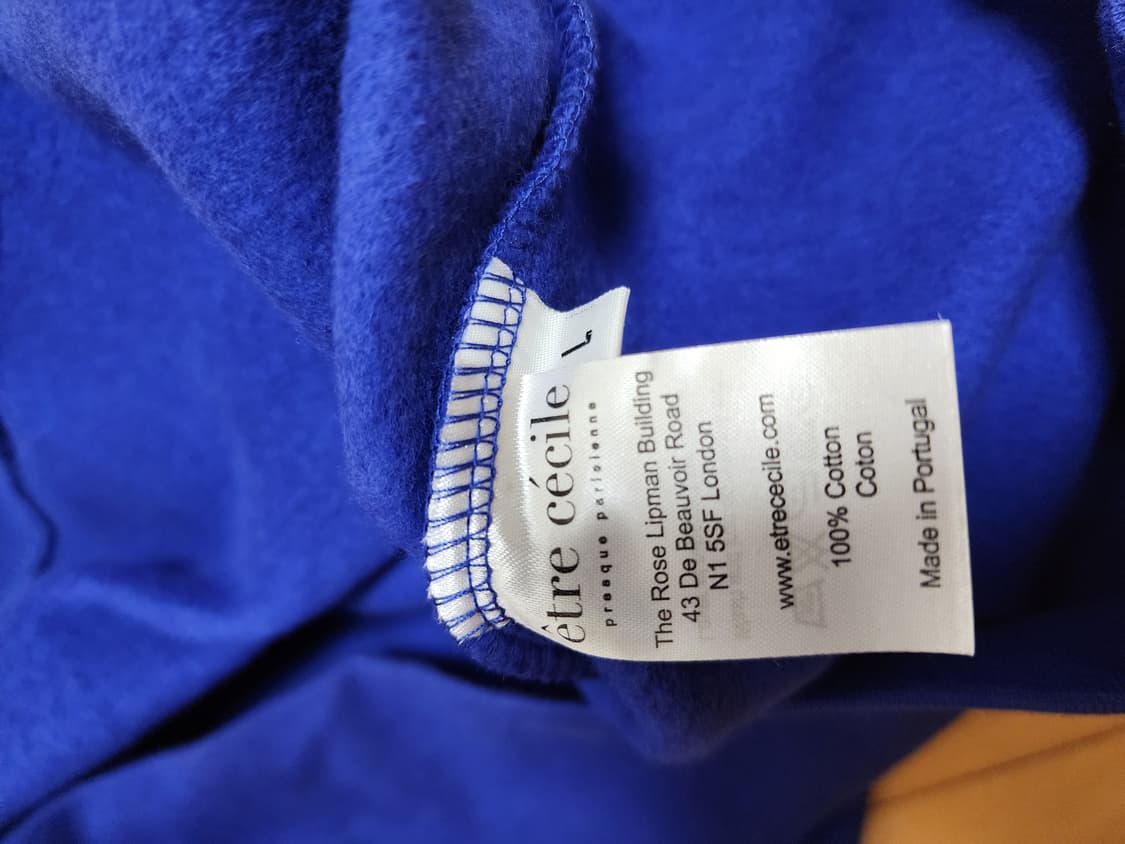 L
être cécile
presque parisienne
The Rose Lipman Building
43 De Beauvoir Road
N1 5SF London
www.etrececile.com
100% Cotton
Coton
Made in Portugal